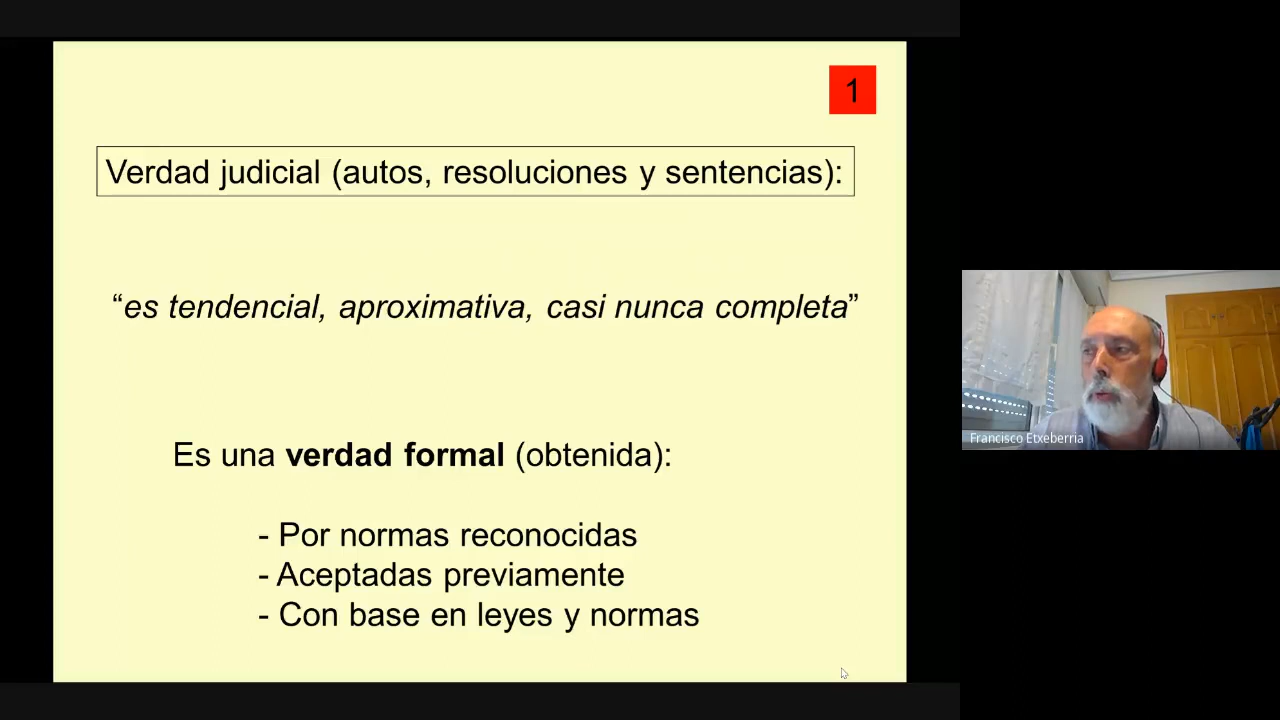 1
Verdad judicial (autos, resoluciones y sentencias):
“es tendencial, aproximativa, casi nunca completa”
Es una verdad formal (obtenida):
- Por normas reconocidas
- Aceptadas previamente
- Con base en leyes y normas
Francisco Etxeberria